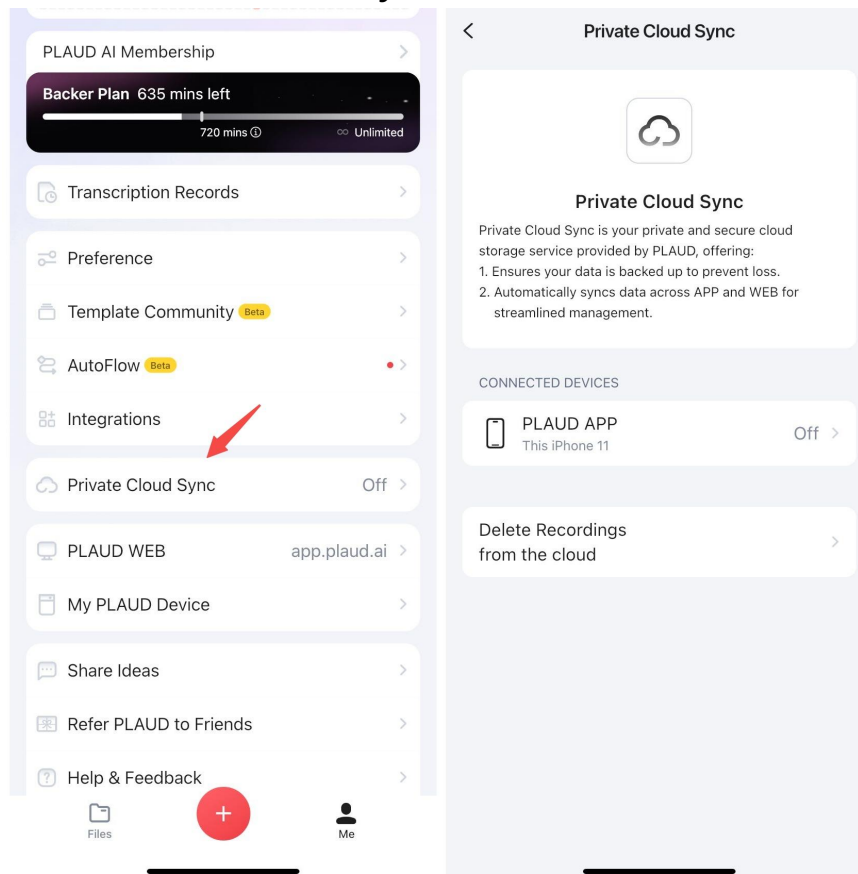 PLAUD AI Membership
Backer Plan 635 mins left
720 mins
Unlimited
Transcription Records
Preference
Template Community Beta
AutoFlow Beta
Integrations
Private Cloud Sync Off
PLAUD WEB app.plaud.ai
My PLAUD Device
Share Ideas
Refer PLAUD to Friends
Help & Feedback
Files
Me
Private Cloud Sync
Private Cloud Sync
Private Cloud Sync is your private and secure cloud
storage service provided by PLAUD, offering:
1. Ensures your data is backed up to prevent loss.
2. Automatically syncs data across APP and WEB for
streamlined management.
CONNECTED DEVICES
PLAUD APP
This iPhone 11
Off
Delete Recordings
from the cloud